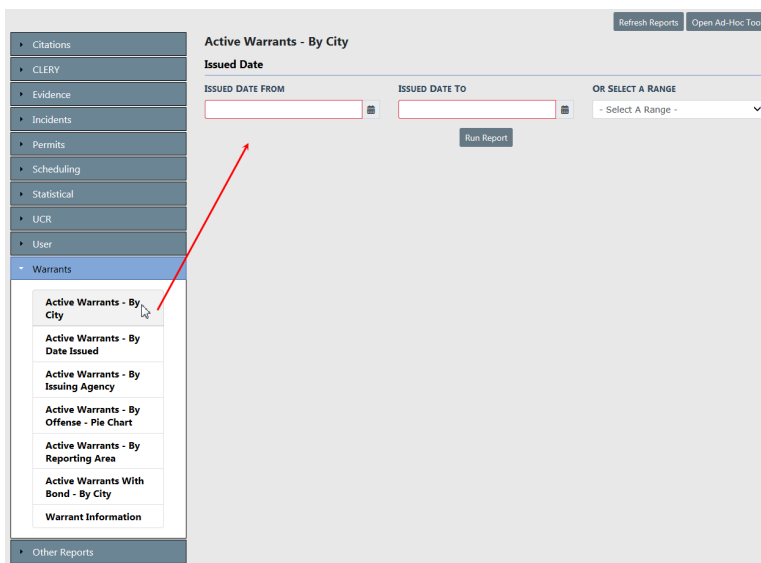 Refresh Reports
Open Ad-Hoc Tool
Citations
CLERY
Evidence
Incidents
Permits
Scheduling
Statistical
UCR
User
Warrants
Active Warrants - By
City
Active Warrants - By
Date Issued
Active Warrants - By
Issuing Agency
Active Warrants - By
Offense - Pie Chart
Active Warrants - By
Reporting Area
Active Warrants With
Bond - By City
Warrant Information
Other Reports
Active Warrants - By City
Issued Date
ISSUED DATE FROM
ISSUED DATE TO
OR SELECT A RANGE
- Select A Range -
Run Report